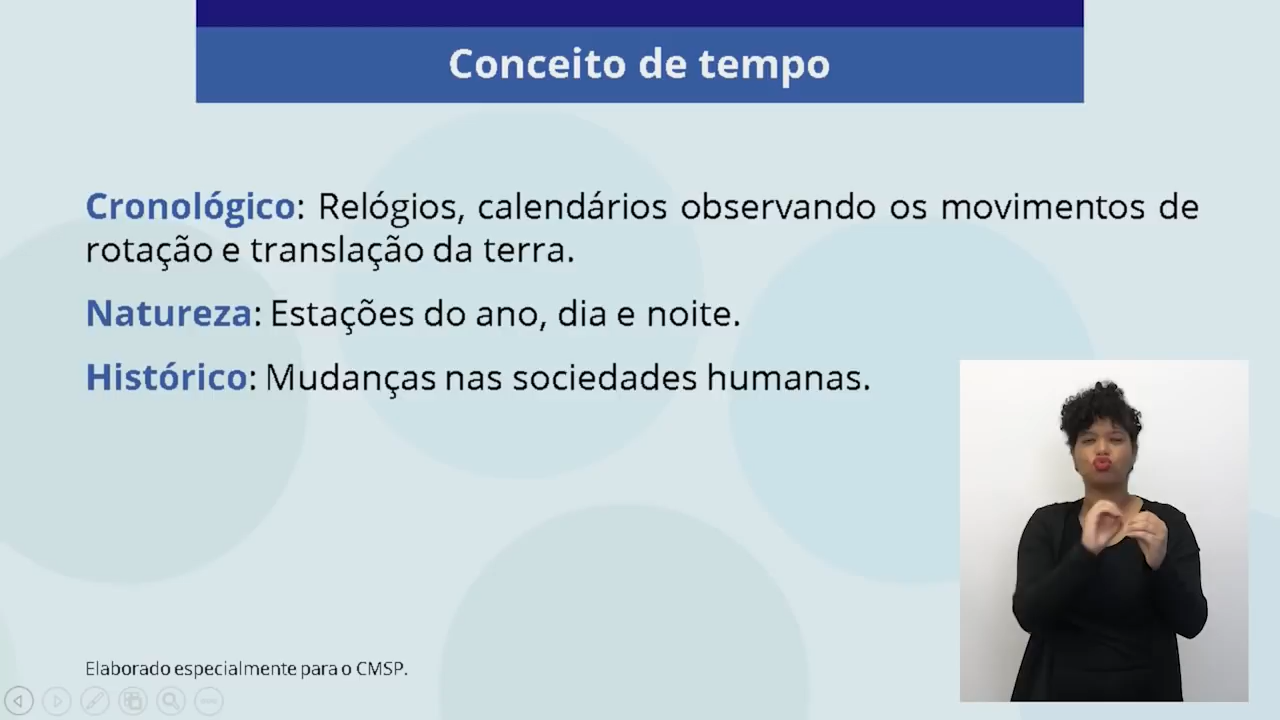 Conceito de tempo
Cronológico: Relógios, calendários observando os movimentos de
rotação e translação da terra.
Natureza: Estações do ano, dia e noite.
Histórico: Mudanças nas sociedades humanas.
Elaborado especialmente para o CMSP.